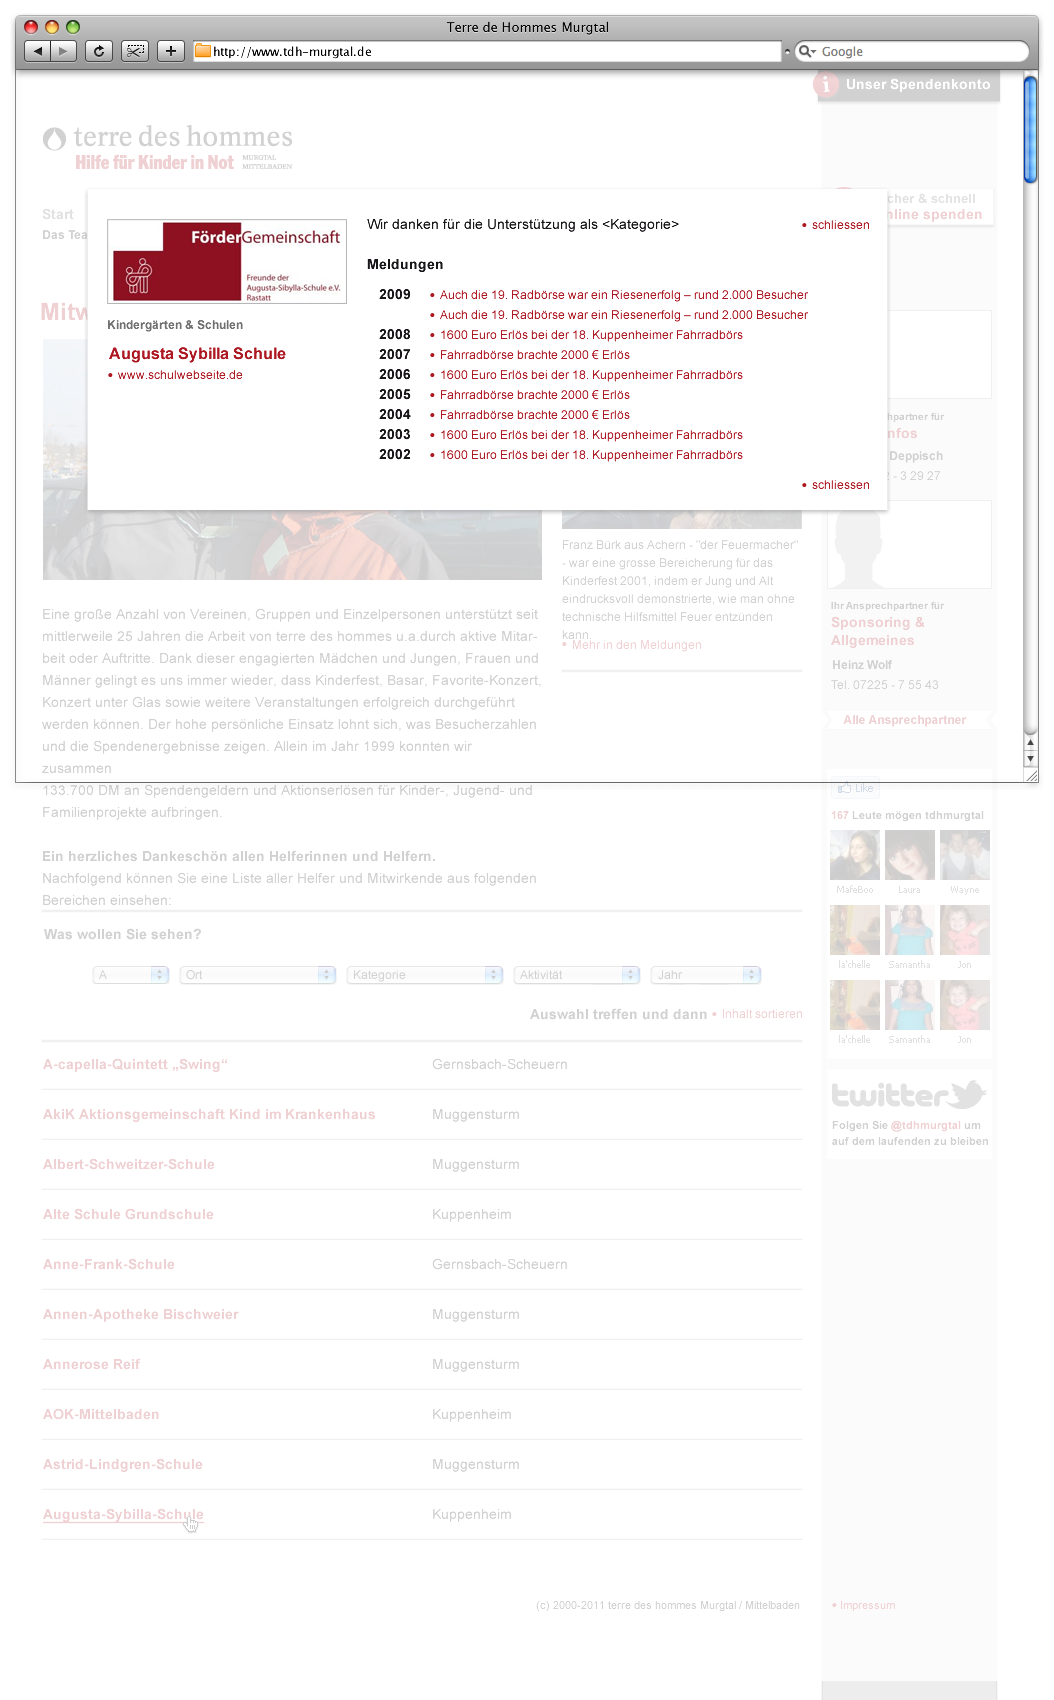 Terre de Hommes Murgtal
http://www.tdh-murgtal.de
Google
Unser Spendenkonto
terre des hommes
Hilfe für Kinder in Not
MURGTAL
MITTELBADEN
cher & schnell
nline spenden
Start
Das Tea
Mitw
FörderGemeinschaft
Freunde der
Augusta-Sibylla-Schule e.V.
Rastatt
Kindergärten & Schulen
Augusta Sybilla Schule
• www.schulwebseite.de
Wir danken für die Unterstützung als <Kategorie>
• schliessen
Meldungen
2009 • Auch die 19. Radbörse war ein Riesenerfolg – rund 2.000 Besucher
• Auch die 19. Radbörse war ein Riesenerfolg – rund 2.000 Besucher
2008 • 1600 Euro Erlös bei der 18. Kuppenheimer Fahrradbörs
2007 • Fahrradbörse brachte 2000 € Erlös
2006 • 1600 Euro Erlös bei der 18. Kuppenheimer Fahrradbörs
2005 • Fahrradbörse brachte 2000 € Erlös
2004 • Fahrradbörse brachte 2000 € Erlös
2003 • 1600 Euro Erlös bei der 18. Kuppenheimer Fahrradbörs
2002 • 1600 Euro Erlös bei der 18. Kuppenheimer Fahrradbörs
• schliessen
hpartner für
nfos
Deppisch
2 - 3 29 27
Franz Bürk aus Achern - "der Feuermacher"
- war eine grosse Bereicherung für das
Kinderfest 2001, indem er Jung und Alt
eindrucksvoll demonstrierte, wie man ohne
technische Hilfsmittel Feuer entzünden
kann.
• Mehr in den Meldungen
Ihr Ansprechpartner für
Sponsoring &
Allgemeines
Heinz Wolf
Tel. 07225 - 7 55 43
Alle Ansprechpartner
Eine große Anzahl von Vereinen, Gruppen und Einzelpersonen unterstützt seit
mittlerweile 25 Jahren die Arbeit von terre des hommes u.a.durch aktive Mitar-
beit oder Auftritte. Dank dieser engagierten Mädchen und Jungen, Frauen und
Männer gelingt es uns immer wieder, dass Kinderfest, Basar, Favorite-Konzert,
Konzert unter Glas sowie weitere Veranstaltungen erfolgreich durchgeführt
werden können. Der hohe persönliche Einsatz lohnt sich, was Besucherzahlen
und die Spendenergebnisse zeigen. Allein im Jahr 1999 konnten wir
zusammen
133.700 DM an Spendengeldern und Aktionserlösen für Kinder-, Jugend- und
Familienprojekte aufbringen.
Ein herzliches Dankeschön allen Helferinnen und Helfern.
Nachfolgend können Sie eine Liste aller Helfer und Mitwirkende aus folgenden
Bereichen einsehen:
Like
167 Leute mögen tdhmurgtal
MafeBoo Laura Wayne
la'chelle Samantha Jon
la'chelle Samantha Jon
twitter
Folgen Sie @tdhmurgtal um
auf dem laufenden zu bleiben
Was wollen Sie sehen?
A Ort Kategorie Aktivität Jahr
Auswahl treffen und dann • Inhalt sortieren
A-capella-Quintett „Swing“ Gernsbach-Scheuern
AkiK Aktionsgemeinschaft Kind im Krankenhaus Muggensturm
Albert-Schweitzer-Schule Muggensturm
Alte Schule Grundschule Kuppenheim
Anne-Frank-Schule Gernsbach-Scheuern
Annen-Apotheke Bischweier Muggensturm
Annerose Reif Muggensturm
AOK-Mittelbaden Kuppenheim
Astrid-Lindgren-Schule Muggensturm
Augusta-Sybilla-Schule Kuppenheim
(c) 2000-2011 terre des hommes Murgtal / Mittelbaden
• Impressum